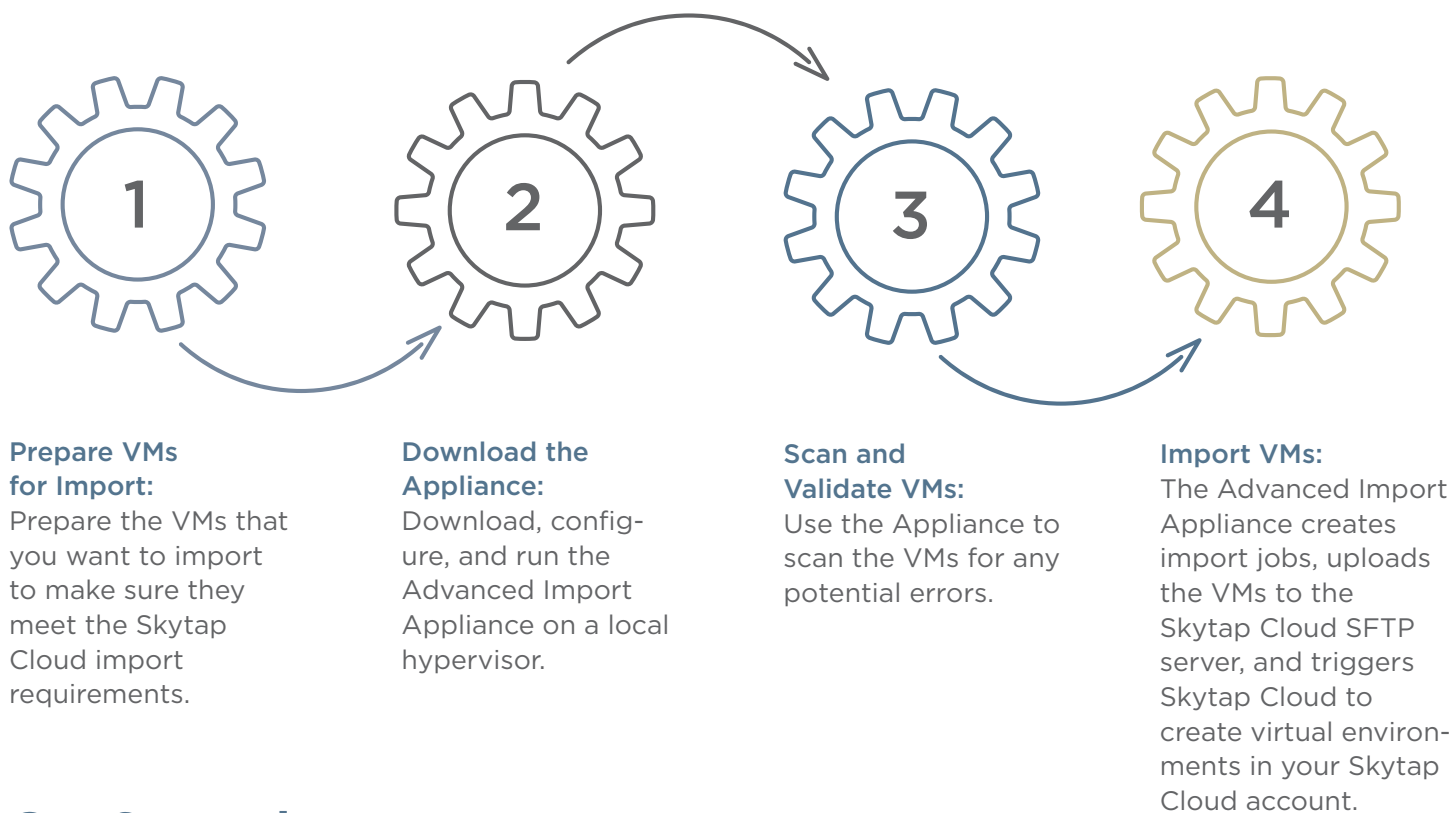 1
2
3
4
Prepare VMs
for Import:
Prepare the VMs that
you want to import
to make sure they
meet the Skytap
Cloud import
requirements.
Download the
Appliance:
Download, config-
ure, and run the
Advanced Import
Appliance on a local
hypervisor.
Scan and
Validate VMs:
Use the Appliance to
scan the VMs for any
potential errors.
Import VMs:
The Advanced Import
Appliance creates
import jobs, uploads
the VMs to the
Skytap Cloud SFTP
server, and triggers
Skytap Cloud to
create virtual environ-
ments in your Skytap
Cloud account.